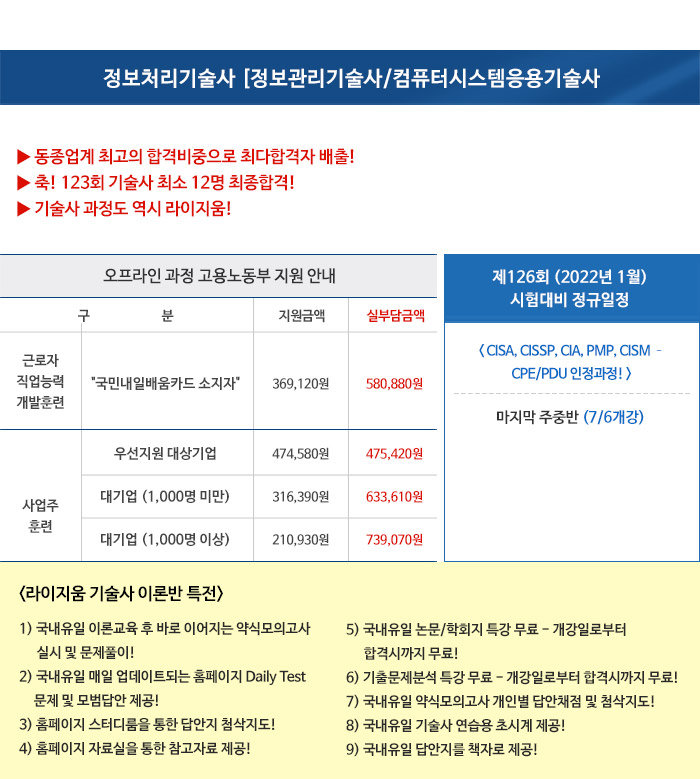 정보처리기술사 [정보관리기술사/컴퓨터시스템응용기술사
▶ 동종업계 최고의 합격비중으로 최다합격자 배출!
▶ 축! 123회 기술사 최소 12명 최종합격!
▶ 기술사 과정도 역시 라이지움!
오프라인 과정 고용노동부 지원 안내
구 분 지원금액 실부담금액
근로자
직업능력
개발훈련
"국민내일배움카드 소지자" 369,120원 580,880원
사업주
훈련
우선지원 대상기업 474,580원 475,420원
대기업 (1,000명 미만) 316,390원 633,610원
대기업 (1,000명 이상) 210,930원 739,070원
제126회 (2022년 1월)
시험대비 정규일정
< CISA, CISSP, CIA, PMP, CISM -
CPE/PDU 인정과정! >
마지막 주중반 (7/6개강)
<라이지움 기술사 이론반 특전>
1) 국내유일 이론교육 후 바로 이어지는 약식모의고사
실시 및 문제풀이!
2) 국내유일 매일 업데이트되는 홈페이지 Daily Test
문제 및 모범답안 제공!
3) 홈페이지 스터디룸을 통한 답안지 첨삭지도!
4) 홈페이지 자료실을 통한 참고자료 제공!
5) 국내유일 논문/학회지 특강 무료 - 개강일로부터
합격시까지 무료!
6) 기출문제분석 특강 무료 - 개강일로부터 합격시까지 무료!
7) 국내유일 약식모의고사 개인별 답안채점 및 첨삭지도!
8) 국내유일 기술사 연습용 초시계 제공!
9) 국내유일 답안지를 책자로 제공!